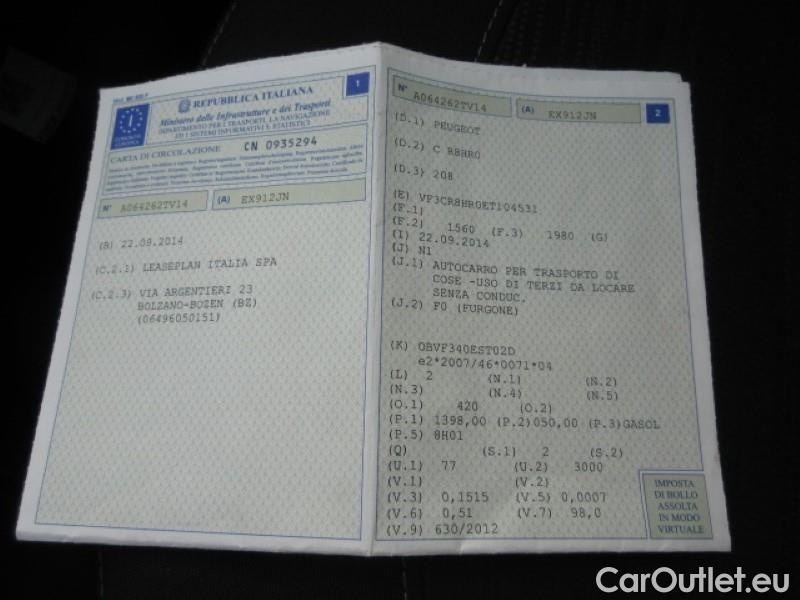 REPUBBLICA ITALIANA
1
Ministero delle Infrastrutture e dei Trasporti
DIPARTIMENTO PER I TRASPORTI, LA NAVIGAZIONE
ED I SISTEMI INFORMATIVI E STATISTICI
I
CARTA DI CIRCOLAZIONE CN 0935294
N° A064262TV14 (A) EX912JN
(B) 22.09.2014
(C.2.1) LEASEPLAN ITALIA SPA
(C.2.3) VIA ARGENTIERI 23
BOLZANO-BOZEN (BZ)
(06496050151)
N° A064262TV14 (A) EX912JN 2
(D.1) PEUGEOT
(D.2) C R8HR0
(D.3) 208
(E) VF3CR8HR0ET104531
(F.1)
(F.2) 1560 (F.3) 1980 (G)
(I) 22.09.2014
(J) N1
(J.1) AUTOCARRO PER TRASPORTO DI
COSE -USO DI TERZI DA LOCARE
SENZA CONDUC.
(J.2) F0 (FURGONE)
(K) OBVF340EST02D
e2*2007/46*0071*04
(L) 2 (N.1) (N.2)
(N.3) (N.4) (N.5)
(O.1) 420 (O.2)
(P.1) 1398,00 (P.2)050,00 (P.3)GASOL
(P.5) 8H01
(Q) (S.1) 2 (S.2)
(U.1) 77 (U.2) 3000
(V.1) (V.2)
(V.3) 0,1515 (V.5) 0,0007
(V.6) 0,51 (V.7) 98,0
(V.9) 630/2012
IMPOSTA
DI BOLLO
ASSOLTA
IN MODO
VIRTUALE
CarOutlet.eu